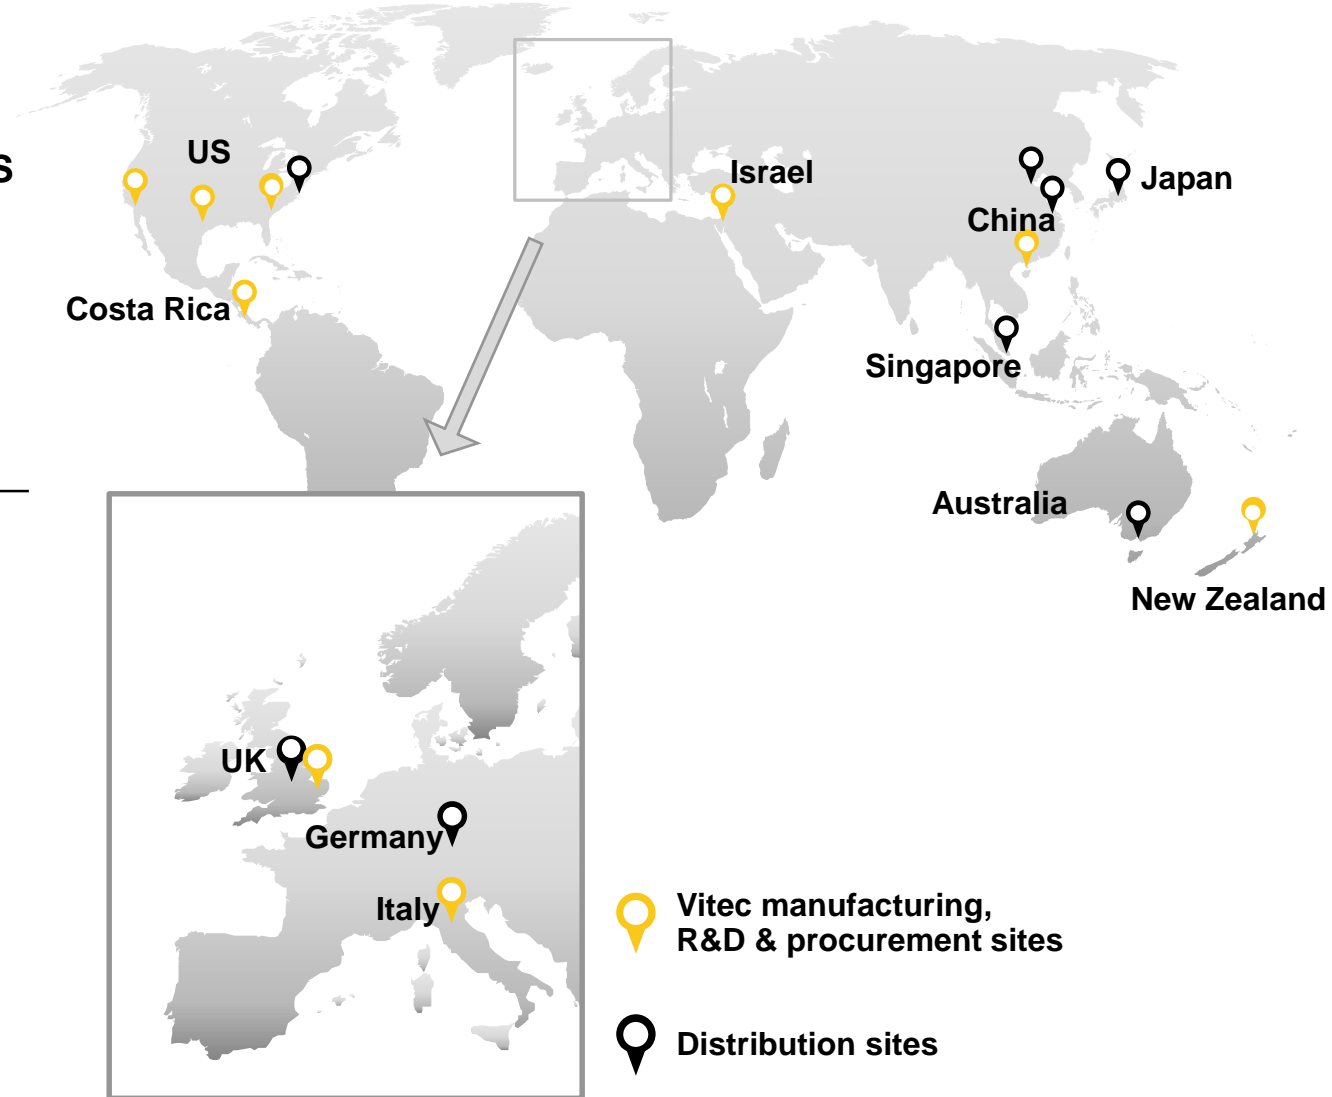 S
US
Israel
Japan
China
Costa Rica
Singapore
Australia
New Zealand
UK
Germany
Italy
Vitec manufacturing,
R&D & procurement sites
Distribution sites